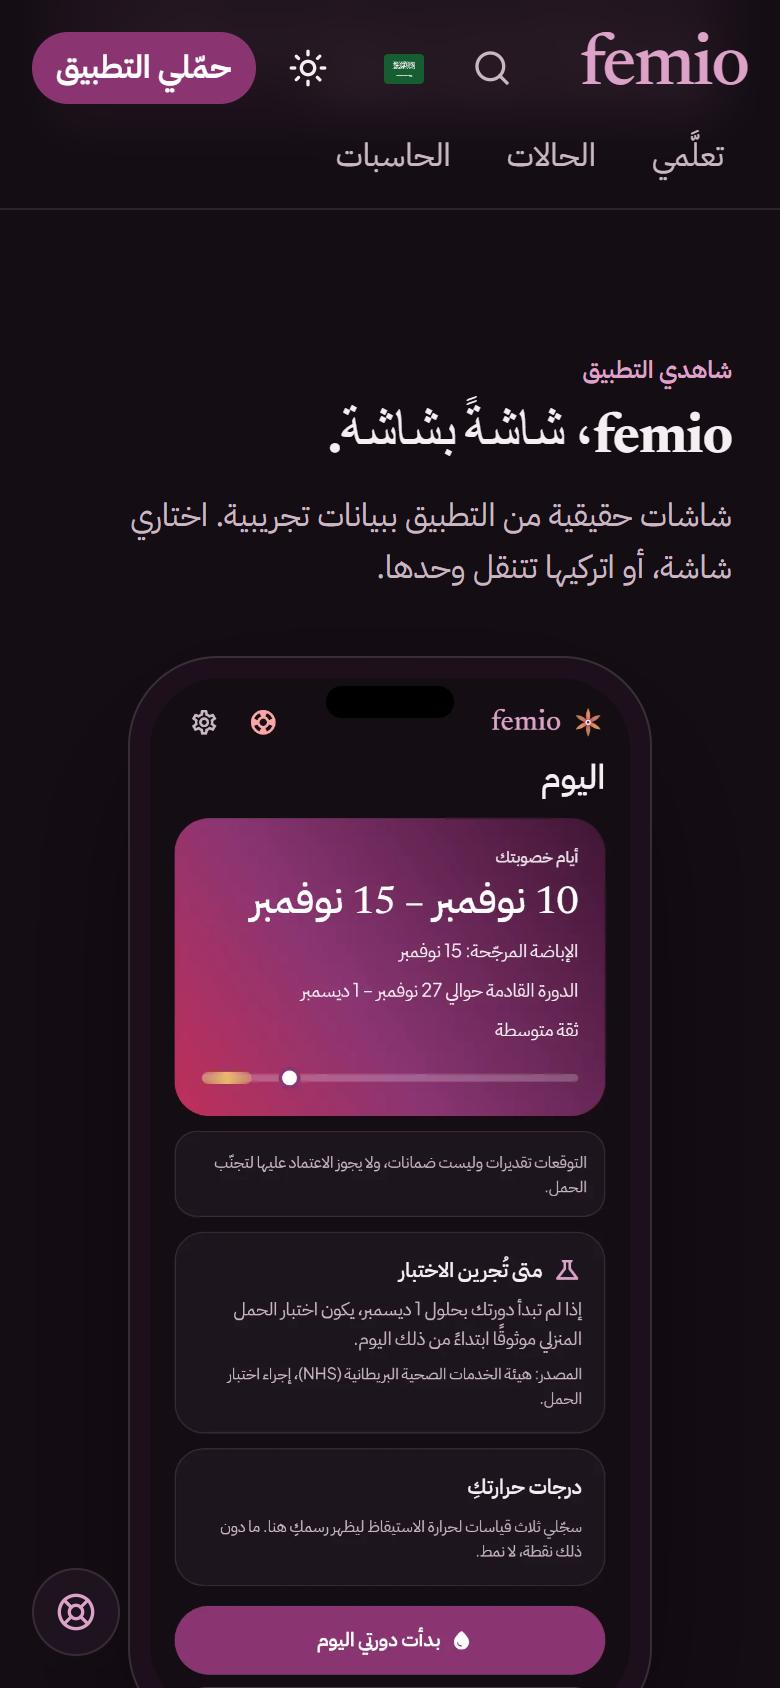 femio
حمّلي التطبيق
تعلَّمي
الحالات
الحاسبات
شاهدي التطبيق
femio، شاشةً بشاشة.
شاشات حقيقية من التطبيق ببيانات تجريبية. اختاري
شاشة، أو اتركيها تتنقل وحدها.
femio
اليوم
أيام خصوبتك
10 نوفمبر – 15 نوفمبر
الإباضة المرجّحة: 15 نوفمبر
الدورة القادمة حوالي 27 نوفمبر – 1 ديسمبر
ثقة متوسطة
التوقعات تقديرات وليست ضمانات، ولا يجوز الاعتماد عليها لتجنّب
الحمل.
متى تُجرين الاختبار
إذا لم تبدأ دورتك بحلول 1 ديسمبر، يكون اختبار الحمل
المنزلي موثوقًا ابتداءً من ذلك اليوم.
المصدر: هيئة الخدمات الصحية البريطانية (NHS)، إجراء اختبار
الحمل.
درجات حرارتكِ
سجّلي ثلاث قياسات لحرارة الاستيقاظ ليظهر رسمكِ هنا. ما دون
ذلك نقطة، لا نمط.
بدأت دورتي اليوم